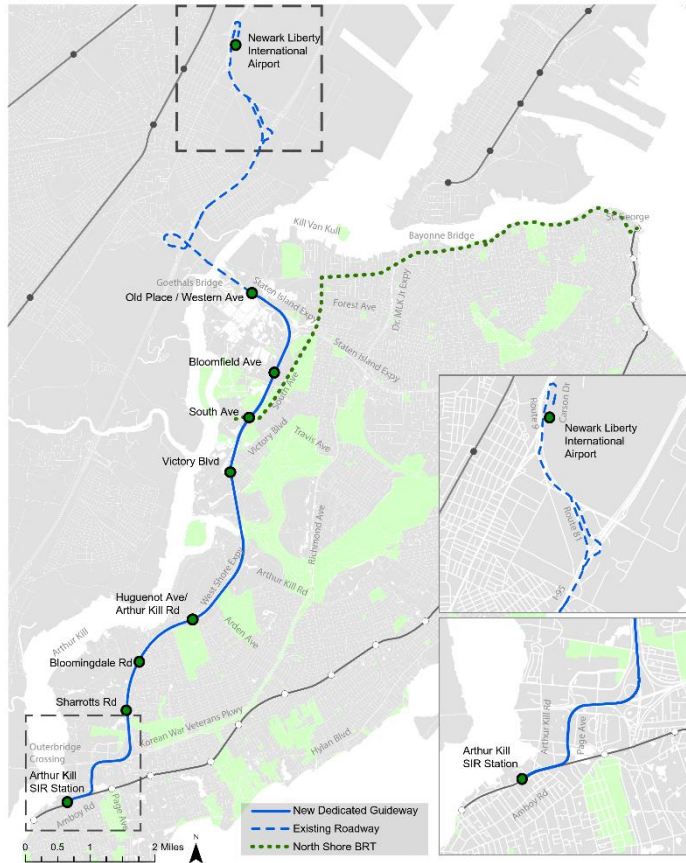 Newark Liberty
International
Airport
Kill Van Kull
Bayonne Bridge
St. George
Goethals Bridge
Old Place / Western Ave
Staten Island Expy
Forest Ave
Dr. MLK Jr Expy
Bloomfield Ave
Staten Island Expy
South Ave
South Ave
Victory Blvd
Victory Blvd
Travis Ave
Richmond Ave
West Shore Expy
Arthur Kill Rd
Huguenot Ave/
Arthur Kill Rd
Arden Ave
Arthur Kill
Bloomingdale Rd
Sharrotts Rd
Korean War Veterans Pkwy
Hylan Blvd
Outerbridge
Crossing
Arthur Kill
SIR Station
Amboy Rd
Page Ave
0 1 2 Miles
N
New Dedicated Guideway
Existing Roadway
North Shore BRT
Route 9
Carson Dr
Newark Liberty
International
Airport
Route 81
I-95
Arthur Kill Rd
Page Ave
Arthur Kill
SIR Station
Amboy Rd